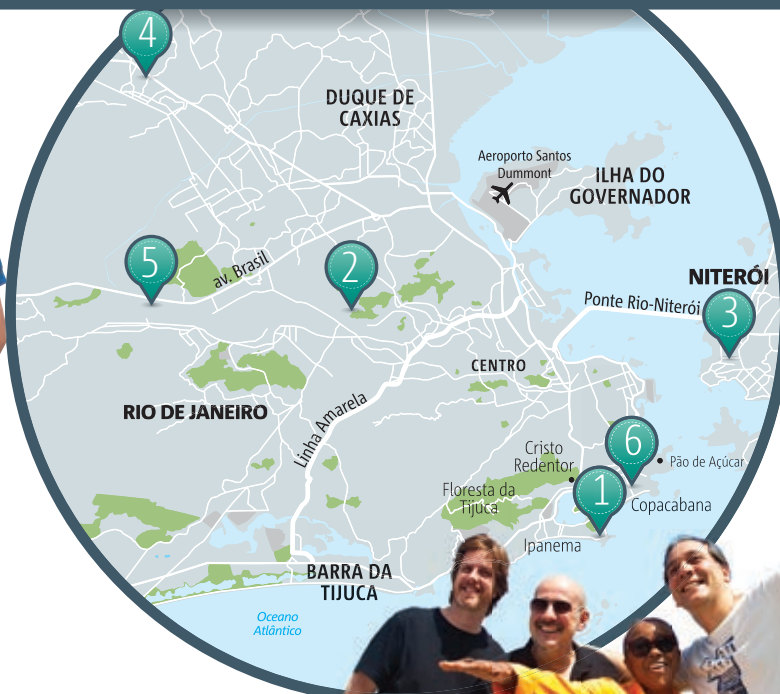 4
DUQUE DE
CAXIAS
Aeroporto Santos
Dummont
ILHA DO
GOVERNADOR
5
av. Brasil
2
NITERÓI
Ponte Rio-Niterói
3
CENTRO
RIO DE JANEIRO
Linha Amarela
Cristo
Redentor
6
Pão de Açúcar
Floresta da
Tijuca
1
Copacabana
Ipanema
BARRA DA
TIJUCA
Oceano
Atlântico